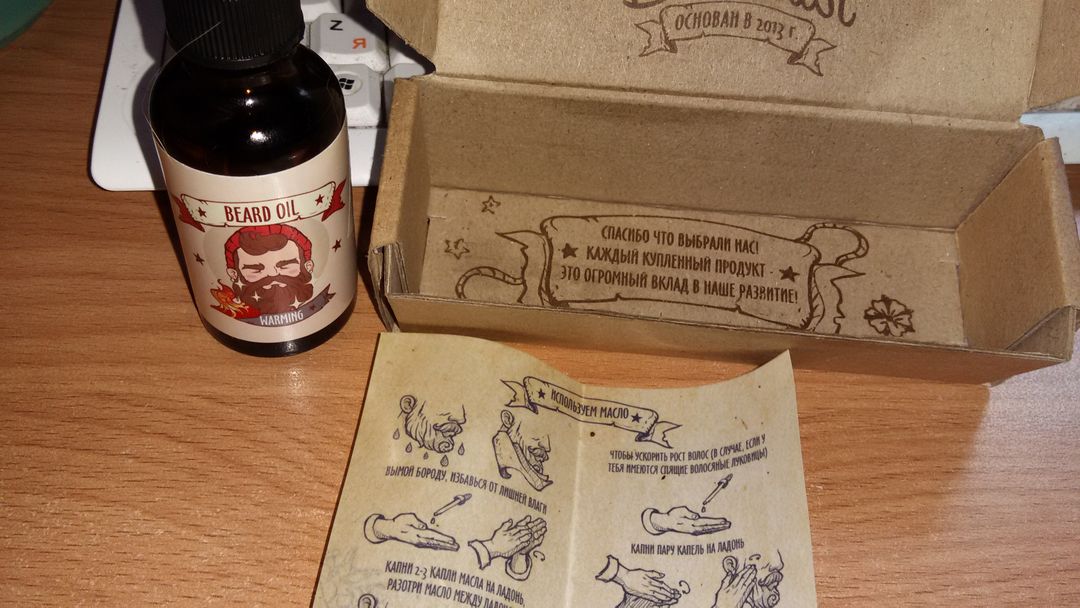 Z
Я
ОСНОВАН В 2013 г.
BEARD OIL
WARMING
СПАСИБО ЧТО ВЫБРАЛИ НАС!
КАЖДЫЙ КУПЛЕННЫЙ ПРОДУКТ -
ЭТО ОГРОМНЫЙ ВКЛАД В НАШЕ РАЗВИТИЕ!
ИСПОЛЬЗУЕМ МАСЛО
ВЫМОЙ БОРОДУ, ИЗБАВЬСЯ ОТ ЛИШНЕЙ ВЛАГИ
КАПНИ 2-3 КАПЛИ МАСЛА НА ЛАДОНЬ,
РАЗОТРИ МАСЛО МЕЖДУ
ЧТОБЫ УСКОРИТЬ РОСТ ВОЛОС (В СЛУЧАЕ, ЕСЛИ У
ТЕБЯ ИМЕЮТСЯ СПЯЩИЕ ВОЛОСЯНЫЕ ЛУКОВИЦЫ)
КАПНИ ПАРУ КАПЕЛЬ НА ЛАДОНЬ